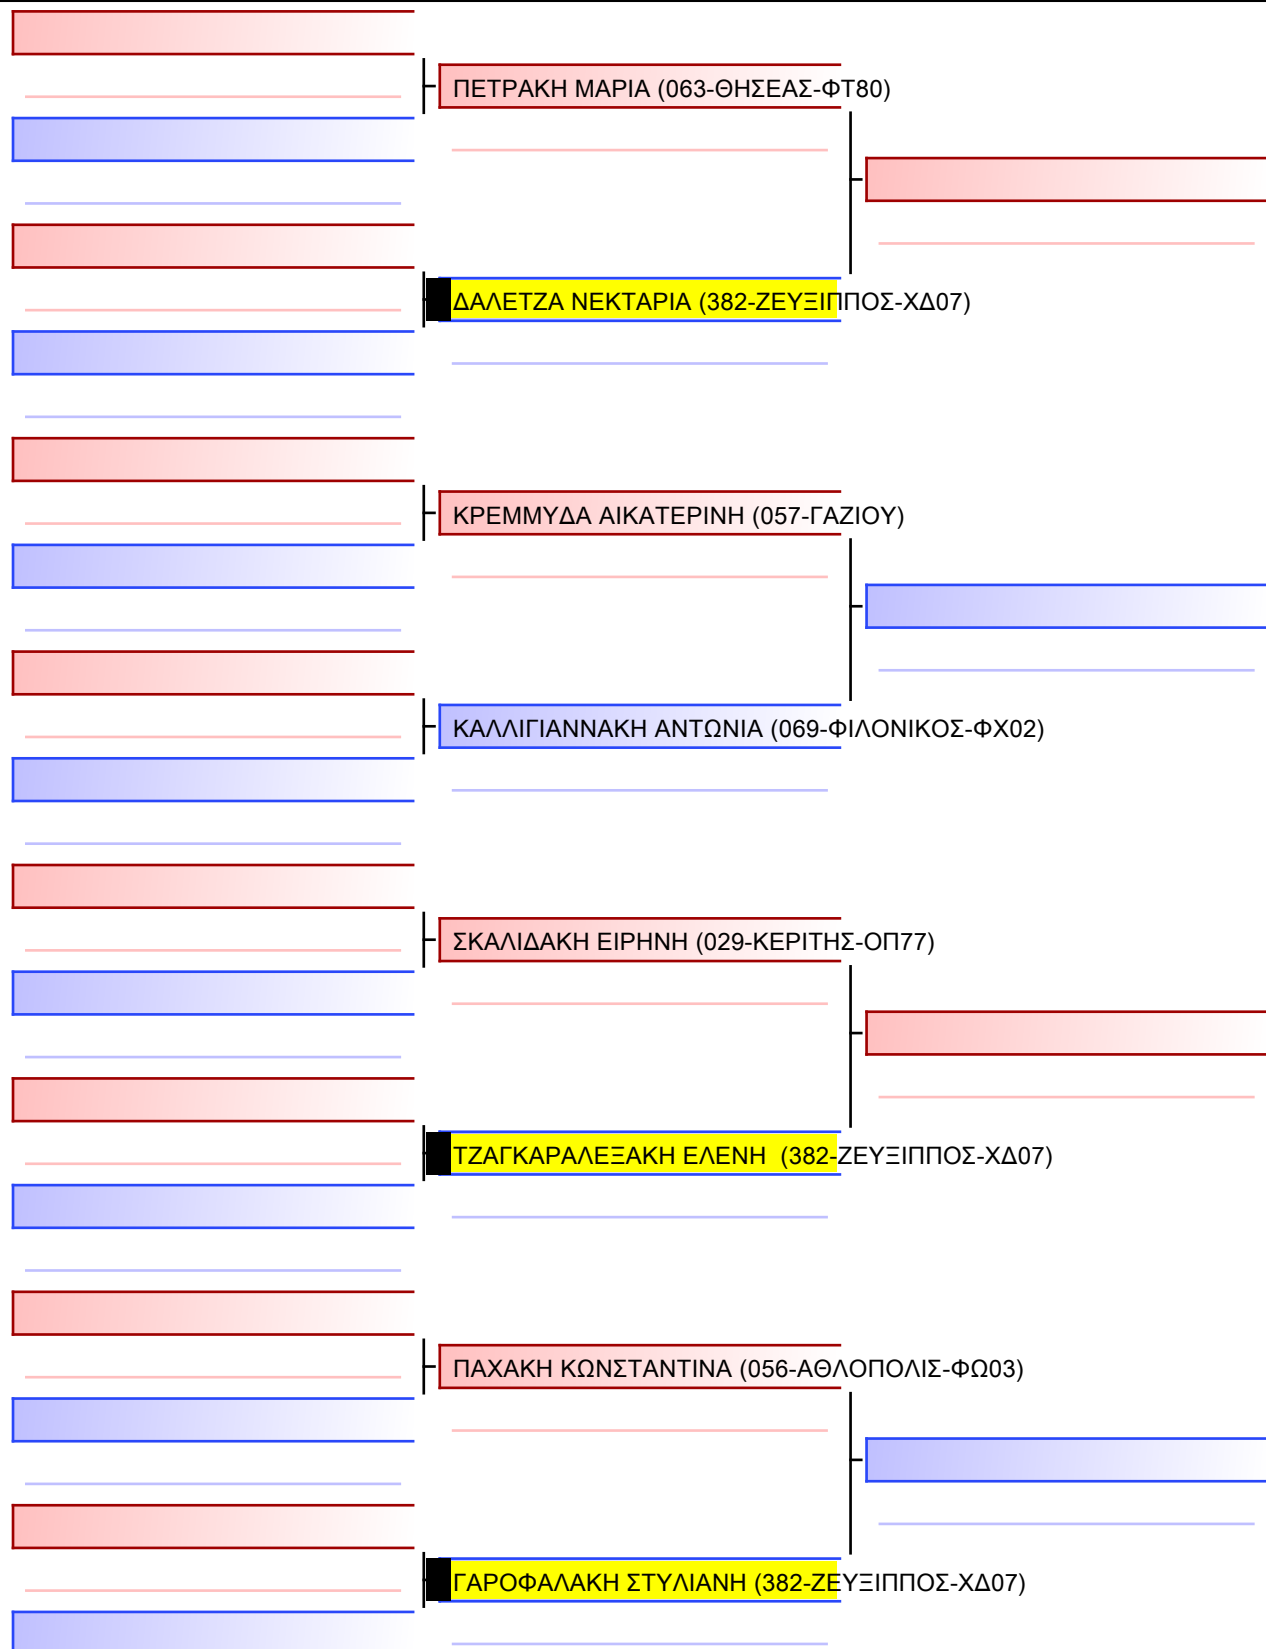 ΠΕΤΡΑΚΗ ΜΑΡΙΑ (063-ΘΗΣΕΑΣ-ΦΤ80)
ΔΑΛΕΤΖΑ ΝΕΚΤΑΡΙΑ (382-ΖΕΥΞΙΠΠΟΣ-ΧΔ07)
ΚΡΕΜΜΥΔΑ ΑΙΚΑΤΕΡΙΝΗ (057-ΓΑΖΙΟΥ)
ΚΑΛΛΙΓΙΑΝΝΑΚΗ ΑΝΤΩΝΙΑ (069-ΦΙΛΟΝΙΚΟΣ-ΦΧ02)
ΣΚΑΛΙΔΑΚΗ ΕΙΡΗΝΗ (029-ΚΕΡΙΤΗΣ-ΟΠ77)
ΤΖΑΓΚΑΡΑΛΕΞΑΚΗ ΕΛΕΝΗ (382-ΖΕΥΞΙΠΠΟΣ-ΧΔ07)
ΠΑΧΑΚΗ ΚΩΝΣΤΑΝΤΙΝΑ (056-ΑΘΛΟΠΟΛΙΣ-ΦΩ03)
ΓΑΡΟΦΑΛΑΚΗ ΣΤΥΛΙΑΝΗ (382-ΖΕΥΞΙΠΠΟΣ-ΧΔ07)